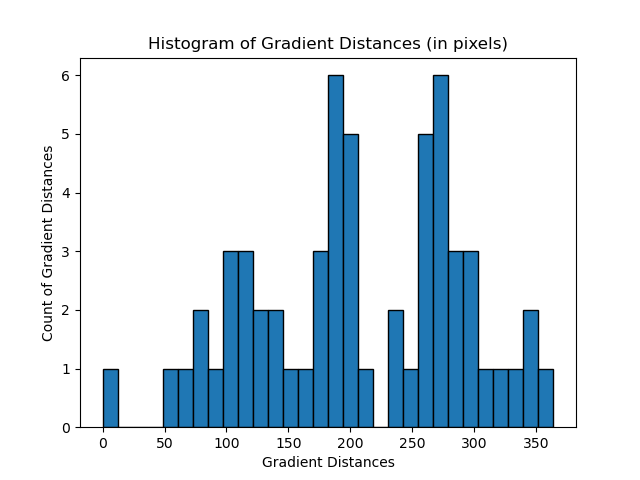 Histogram of Gradient Distances (in pixels)
6
5
4
3
2
1
0
Count of Gradient Distances
0 50 100 150 200 250 300 350
Gradient Distances